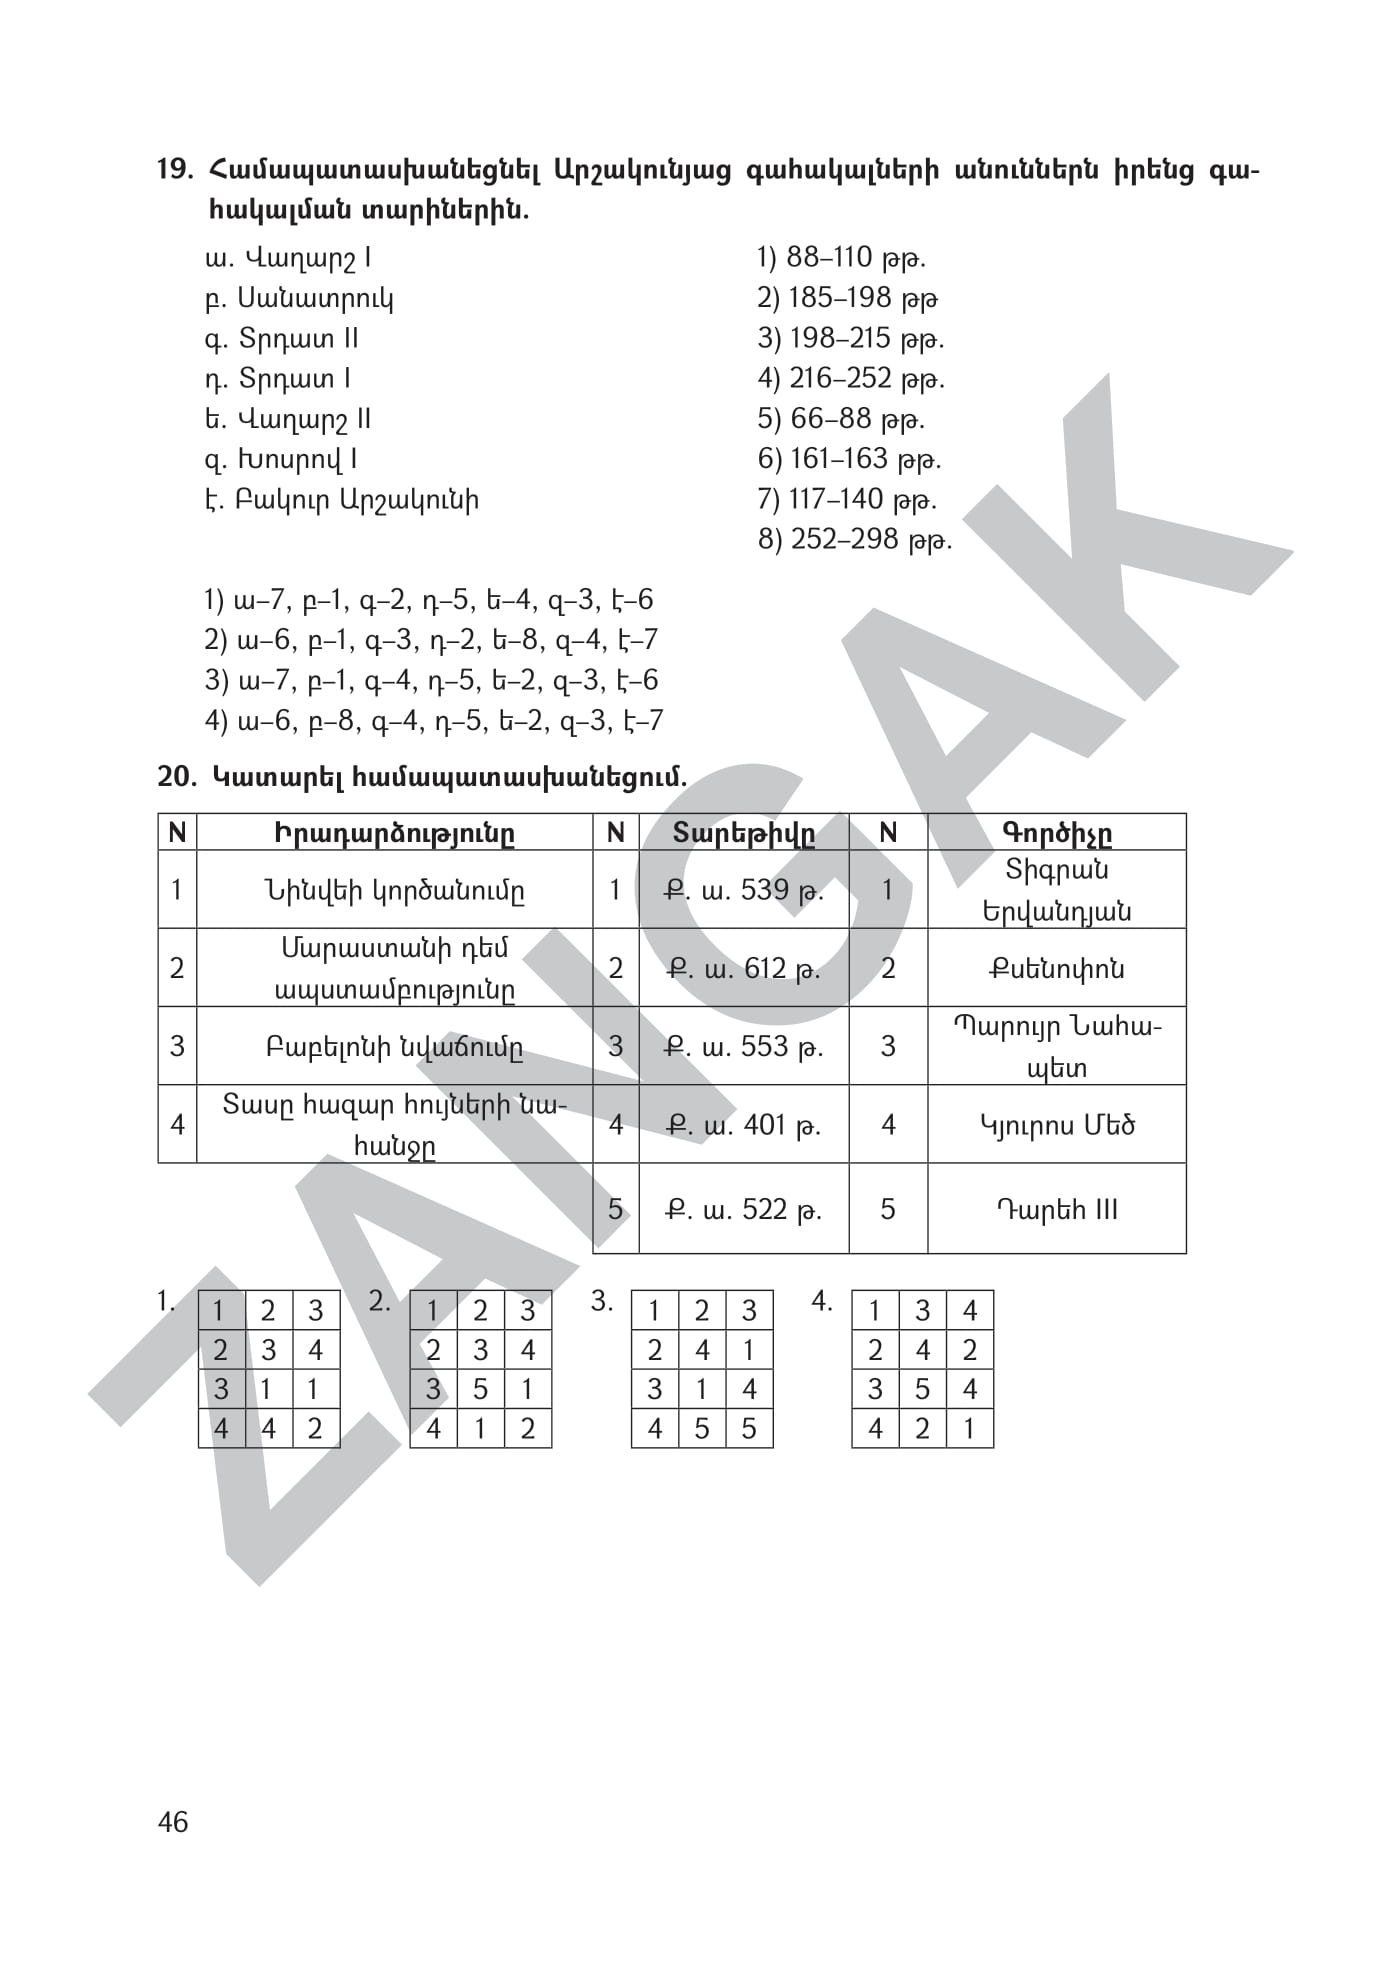 19. Համապատասխանեցնել Արշակունյաց գահակալների անուններն իրենց գա-
հակալման տարիներին.
ա. Վաղարշ I
1) 88–110 թթ.
բ. Սանատրուկ
2) 185–198 թթ
գ. Տրդատ II
3) 198–215 թթ.
դ. Տրդատ I
4) 216–252 թթ.
ե. Վաղարշ II
5) 66–88 թթ.
զ. Խոսրով I
6) 161–163 թթ.
է. Բակուր Արշակունի
7) 117–140 թթ.
8) 252–298 թթ.
1) ա–7, բ–1, գ–2, դ–5, ե–4, զ–3, է–6
2) ա–6, բ–1, գ–3, դ–2, ե–8, զ–4, է–7
3) ա–7, բ–1, գ–4, դ–5, ե–2, զ–3, է–6
4) ա–6, բ–8, գ–4, դ–5, ե–2, զ–3, է–7
20. Կատարել համապատասխանեցում.
N Իրադարձությունը N Տարեթիվը N Գործիչը
1 Նինվեի կործանումը 1 Ք. ա. 539 թ. 1 Տիգրան
Երվանդյան
2 Մարաստանի դեմ
ապստամբությունը 2 Ք. ա. 612 թ. 2 Քսենոփոն
3 Բաբելոնի նվաճումը 3 Ք. ա. 553 թ. 3 Պարույր Նահա-
պետ
4 Տասը հազար հույների նա-
հանջը 4 Ք. ա. 401 թ. 4 Կյուրոս Մեծ
5 Ք. ա. 522 թ. 5 Դարեհ III
1.
1 2 3
2 3 4
3 1 1
4 4 2
2.
1 2 3
2 3 4
3 5 1
4 1 2
3.
1 2 3
2 4 1
3 1 4
4 5 5
4.
1 3 4
2 4 2
3 5 4
4 2 1
46
ZANGAK